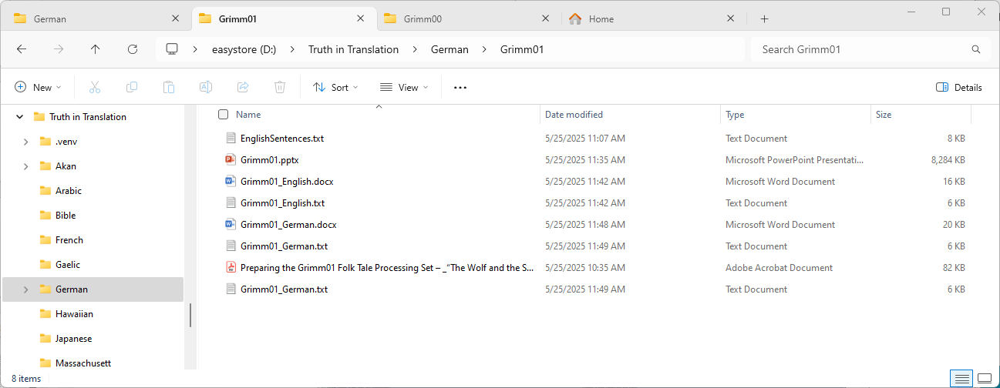 German
Grimm01
Grimm00
Home
easystore (D:) > Truth in Translation > German > Grimm01
Search Grimm01
New
Sort
View
Details
Truth in Translation
.venv
Akan
Arabic
Bible
French
Gaelic
German
Hawaiian
Japanese
Massachusett
Name Date modified Type Size
EnglishSentences.txt 5/25/2025 11:07 AM Text Document 8 KB
Grimm01.pptx 5/25/2025 11:35 AM Microsoft PowerPoint Presentati... 8,284 KB
Grimm01_English.docx 5/25/2025 11:42 AM Microsoft Word Document 16 KB
Grimm01_English.txt 5/25/2025 11:42 AM Text Document 6 KB
Grimm01_German.docx 5/25/2025 11:48 AM Microsoft Word Document 20 KB
Grimm01_German.txt 5/25/2025 11:49 AM Text Document 6 KB
Preparing the Grimm01 Folk Tale Processing Set – _“The Wolf and the S... 5/25/2025 10:35 AM Adobe Acrobat Document 82 KB
Grimm01_German.txt 5/25/2025 11:49 AM Text Document 6 KB
8 items